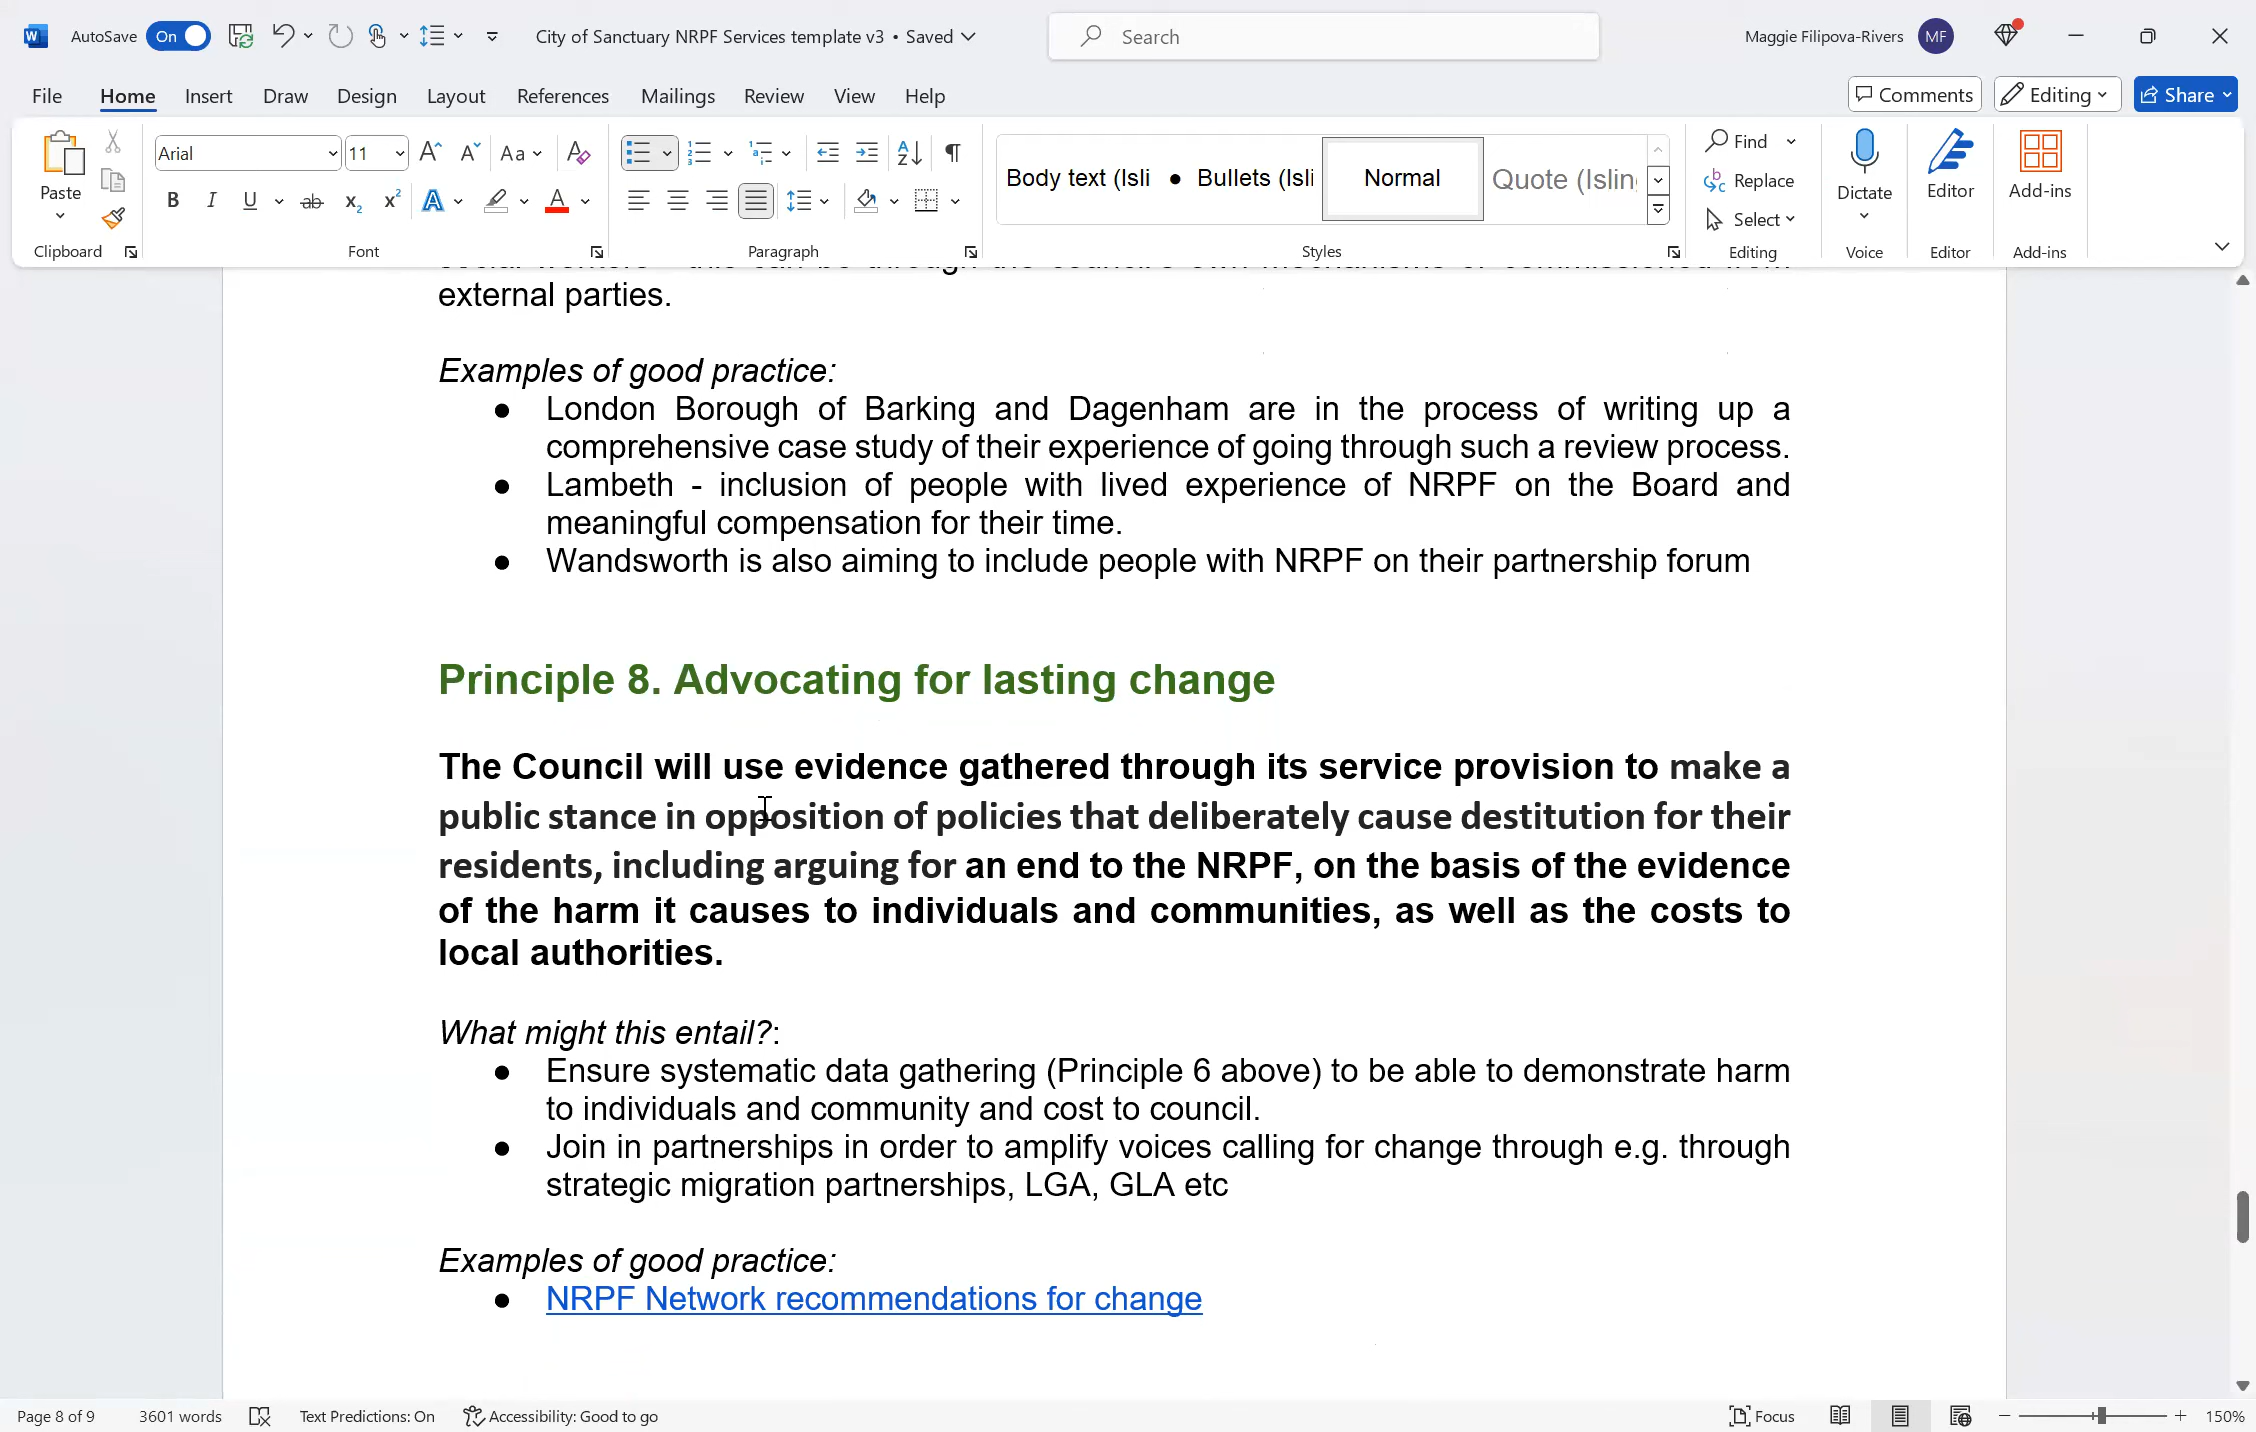 AutoSave
On
City of Sanctuary NRPF Services template v3 • Saved
Search
Maggie Filipova-Rivers
MF
File
Home
Insert
Draw
Design
Layout
References
Mailings
Review
View
Help
Comments
Editing
Share
Paste
Clipboard
Arial
11
Font
Paragraph
Body text (Isli
● Bullets (Isli
Normal
Quote (Isling
Styles
Find
Replace
Select
Editing
Dictate
Voice
Editor
Editor
Add-ins
Add-ins
external parties.
Examples of good practice:
● London Borough of Barking and Dagenham are in the process of writing up a
comprehensive case study of their experience of going through such a review process.
● Lambeth - inclusion of people with lived experience of NRPF on the Board and
meaningful compensation for their time.
● Wandsworth is also aiming to include people with NRPF on their partnership forum
Principle 8. Advocating for lasting change
The Council will use evidence gathered through its service provision to make a
public stance in opposition of policies that deliberately cause destitution for their
residents, including arguing for an end to the NRPF, on the basis of the evidence
of the harm it causes to individuals and communities, as well as the costs to
local authorities.
What might this entail?:
● Ensure systematic data gathering (Principle 6 above) to be able to demonstrate harm
to individuals and community and cost to council.
● Join in partnerships in order to amplify voices calling for change through e.g. through
strategic migration partnerships, LGA, GLA etc
Examples of good practice:
● NRPF Network recommendations for change
Page 8 of 9
3601 words
Text Predictions: On
Accessibility: Good to go
Focus
150%